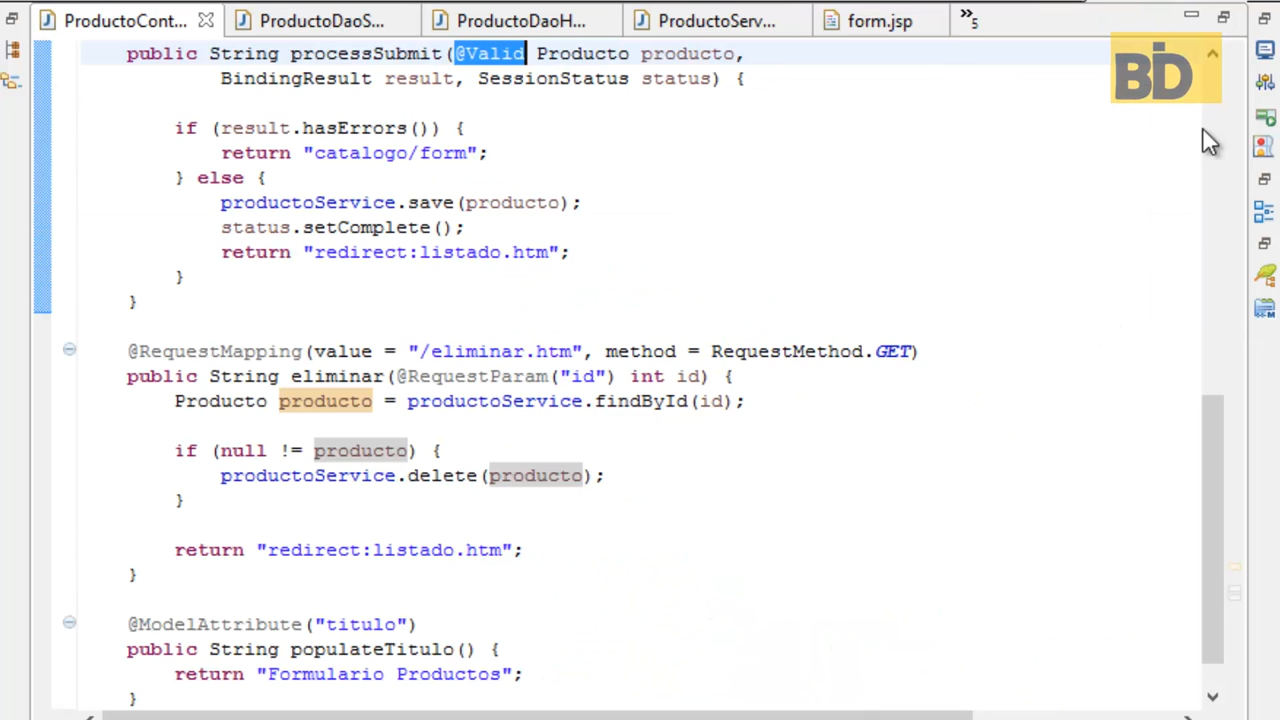 ProductoCont... ProductoDaoS... ProductoDaoH... ProductoServ... form.jsp »5
public String processSubmit(@Valid Producto producto,
BindingResult result, SessionStatus status) {
if (result.hasErrors()) {
return "catalogo/form";
} else {
productoService.save(producto);
status.setComplete();
return "redirect:listado.htm";
}
}
@RequestMapping(value = "/eliminar.htm", method = RequestMethod.GET)
public String eliminar(@RequestParam("id") int id) {
Producto producto = productoService.findById(id);
if (null != producto) {
productoService.delete(producto);
}
return "redirect:listado.htm";
}
@ModelAttribute("titulo")
public String populateTitulo() {
return "Formulario Productos";
}
BD